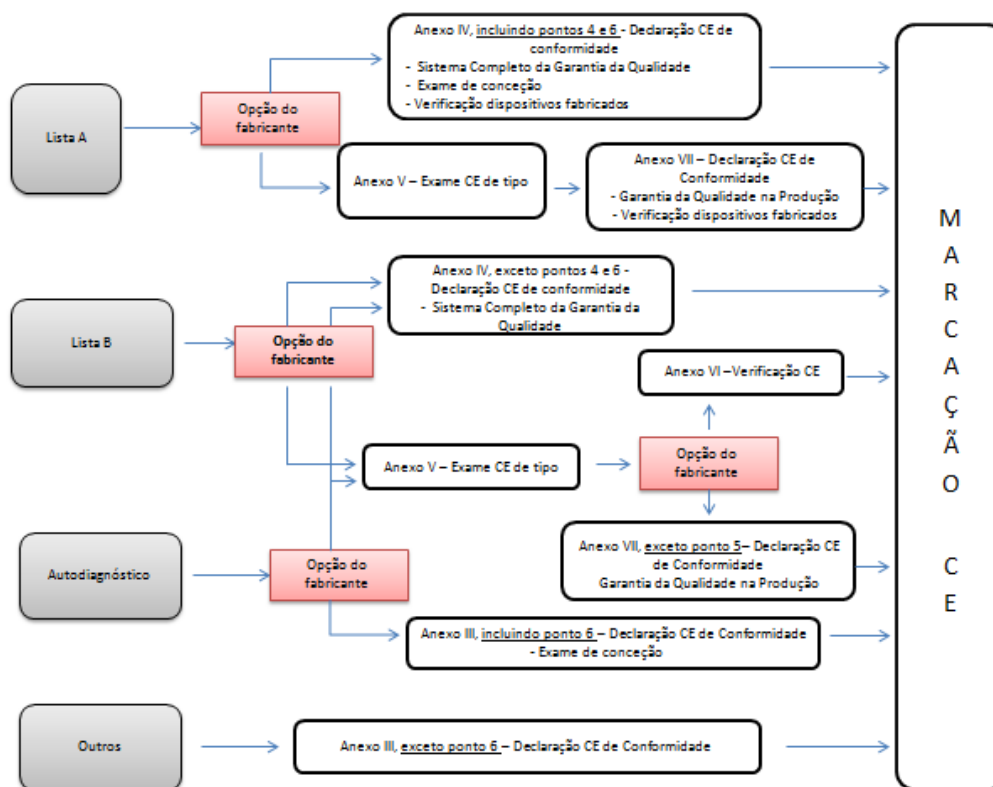 Anexo IV, incluindo pontos 4 e 6 - Declaração CE de
conformidade
- Sistema Completo da Garantia da Qualidade
- Exame de conceção
- Verificação dispositivos fabricados
Lista A
Opção do
fabricante
Anexo V – Exame CE de tipo
Anexo VII – Declaração CE de
Conformidade
- Garantia da Qualidade na Produção
- Verificação dispositivos fabricados
Anexo IV, exceto pontos 4 e 6 -
Declaração CE de conformidade
- Sistema Completo da Garantia da
Qualidade
Lista B
Opção do
fabricante
Anexo VI –Verificação CE
Anexo V – Exame CE de tipo
Opção do
fabricante
Anexo VII, exceto ponto 5– Declaração CE
de Conformidade
Garantia da Qualidade na Produção
Autodiagnóstico
Opção do
fabricante
Anexo III, incluindo ponto 6 – Declaração CE de Conformidade
- Exame de conceção
Outros
Anexo III, exceto ponto 6 – Declaração CE de Conformidade
M
A
R
C
A
Ç
Ã
O
C
E